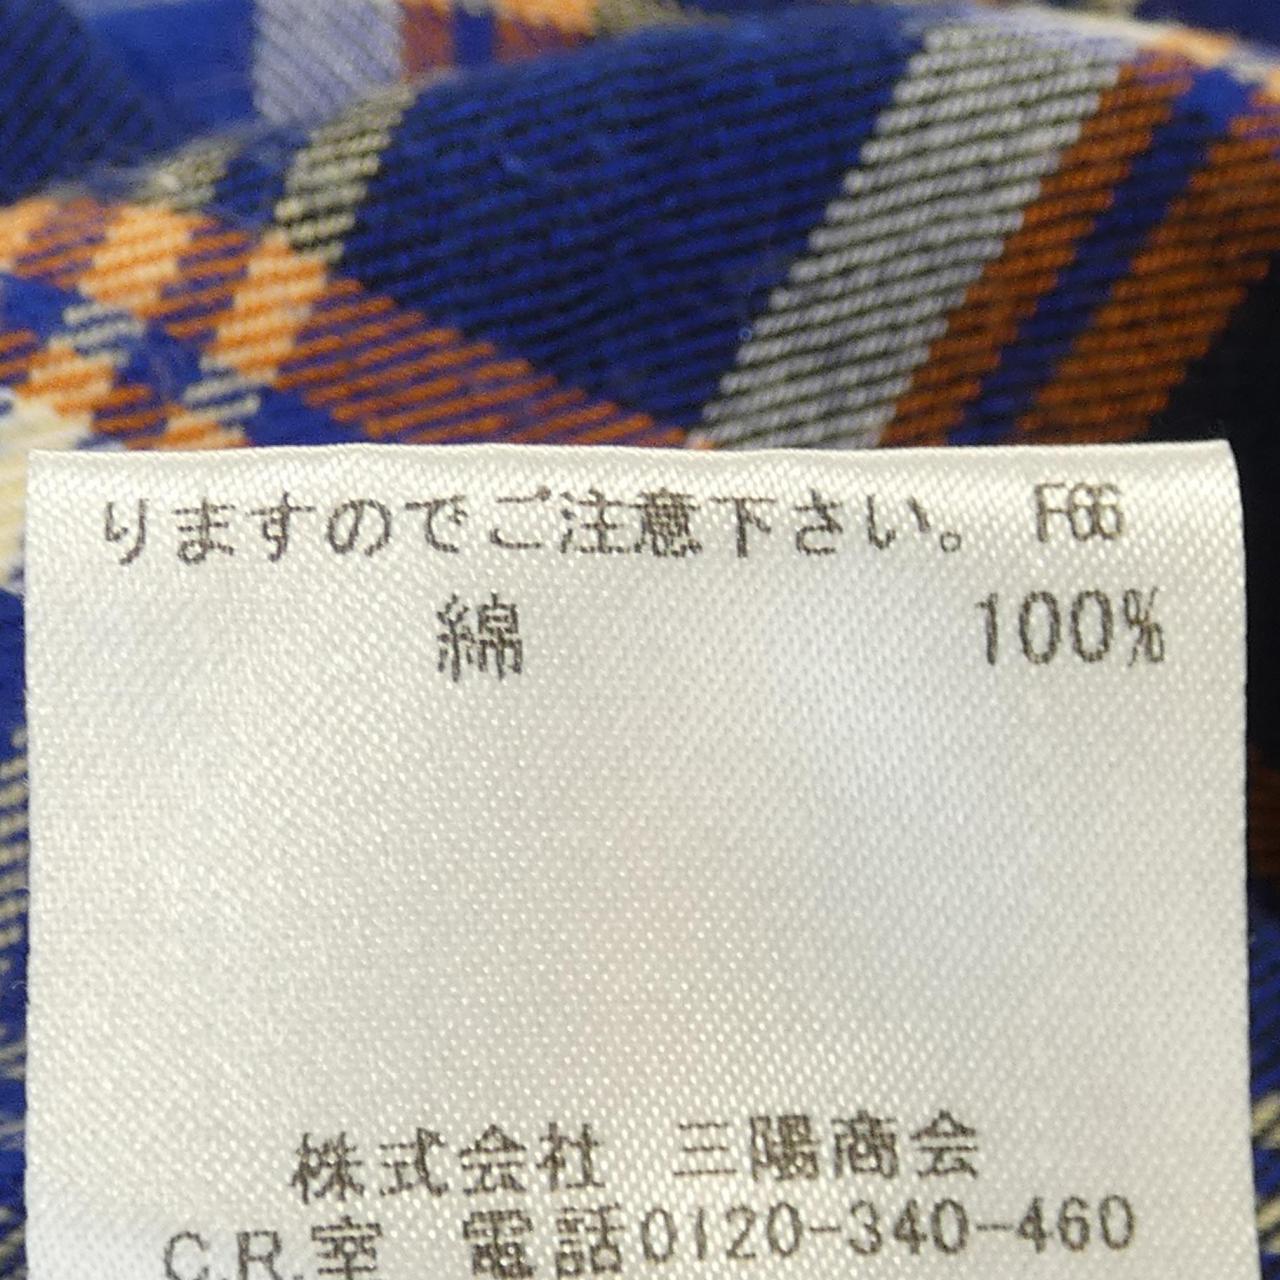 りますのでご注意下さい。 F66
綿 100%
株式会社 三陽商会
C.R.室 電話0120-340-460